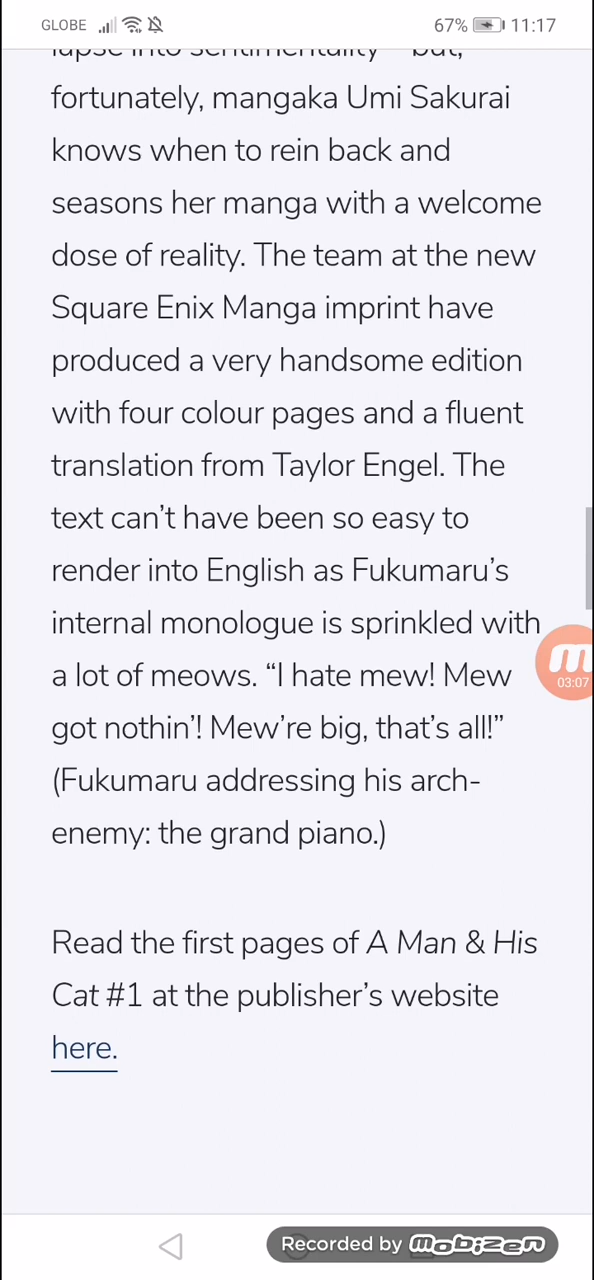 GLOBE 67% 11:17
lapse into sentimentality – but,
fortunately, mangaka Umi Sakurai
knows when to rein back and
seasons her manga with a welcome
dose of reality. The team at the new
Square Enix Manga imprint have
produced a very handsome edition
with four colour pages and a fluent
translation from Taylor Engel. The
text can’t have been so easy to
render into English as Fukumaru’s
internal monologue is sprinkled with
a lot of meows. “I hate mew! Mew
got nothin’! Mew’re big, that’s all!”
(Fukumaru addressing his arch-
enemy: the grand piano.)
03:07
Read the first pages of A Man & His
Cat #1 at the publisher’s website
here.
Recorded by mobizen